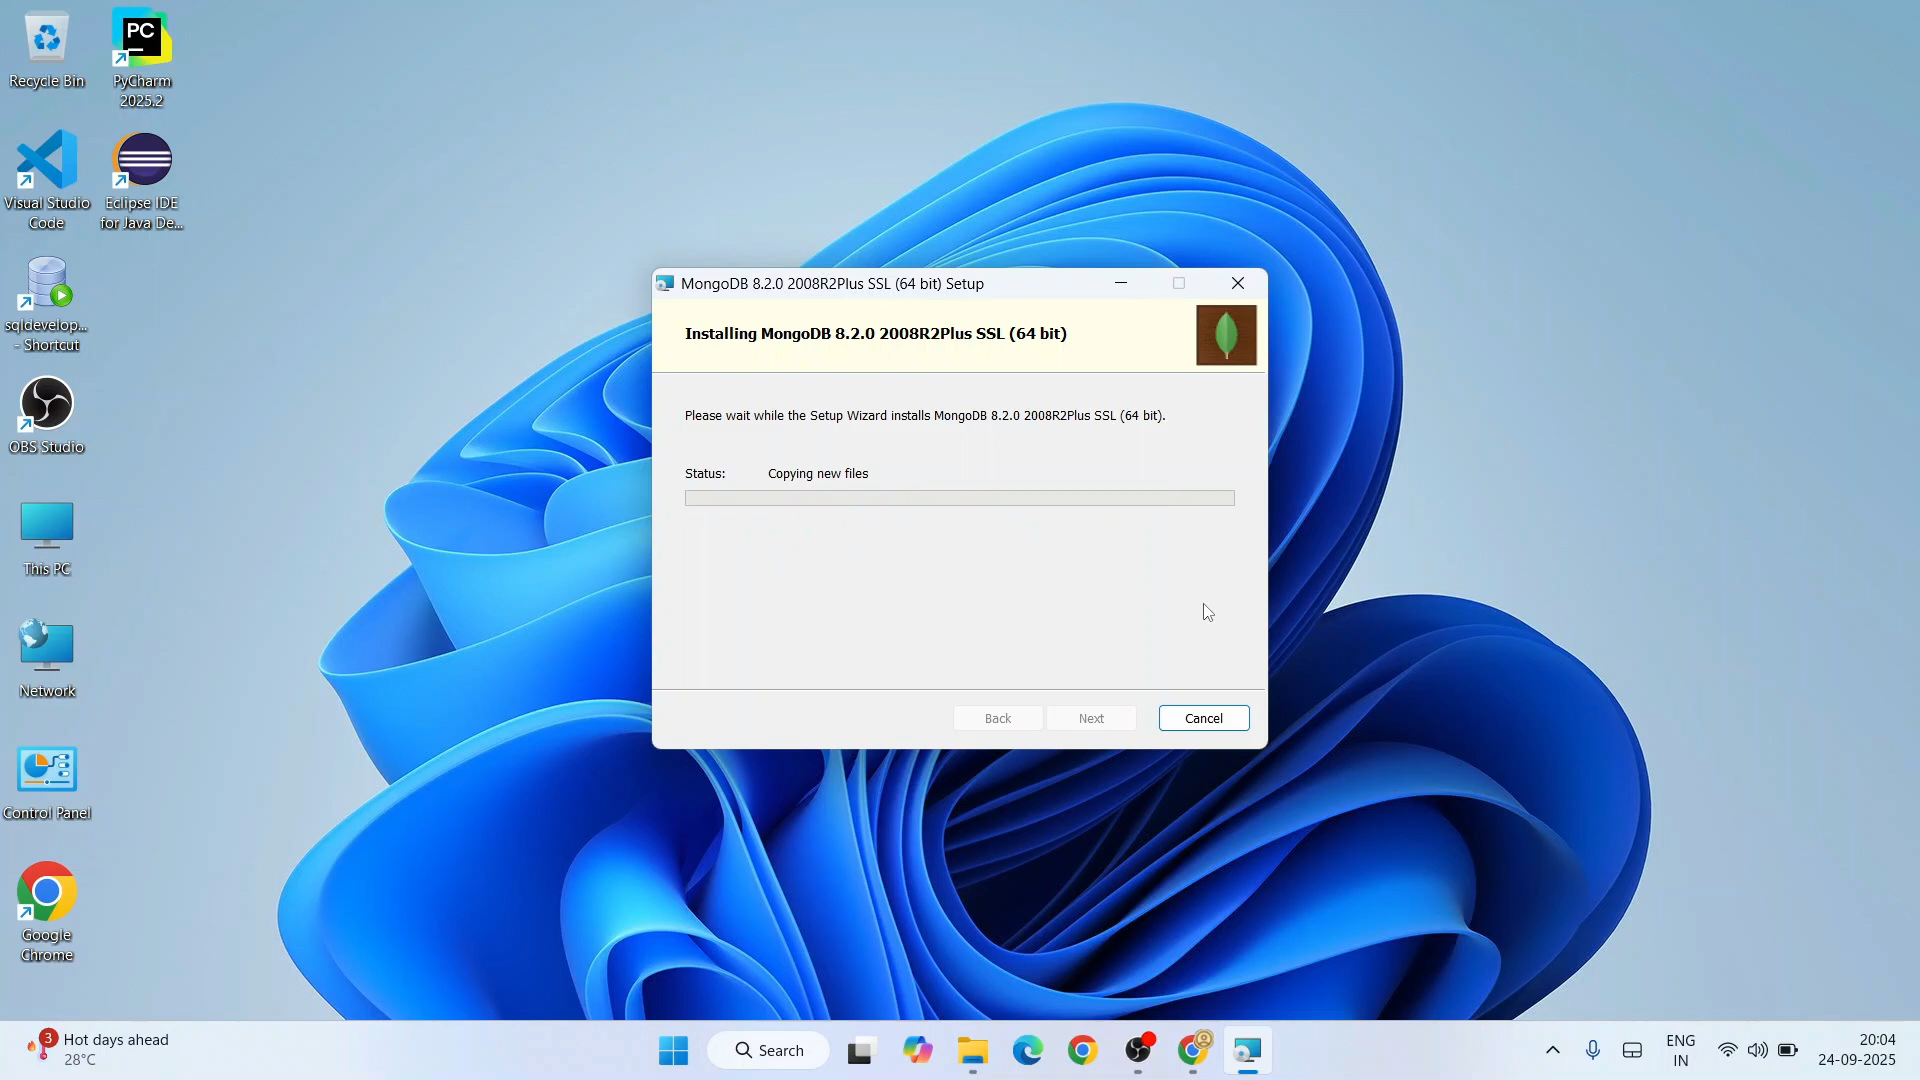 Recycle Bin
PyCharm
2025.2
PC
Visual Studio
Code
Eclipse IDE
for Java De...
sqldevelop...
- Shortcut
OBS Studio
This PC
Network
Control Panel
Google
Chrome
MongoDB 8.2.0 2008R2Plus SSL (64 bit) Setup
Installing MongoDB 8.2.0 2008R2Plus SSL (64 bit)
Please wait while the Setup Wizard installs MongoDB 8.2.0 2008R2Plus SSL (64 bit).
Status: Copying new files
Back Next Cancel
3
Hot days ahead
28°C
Search
ENG
IN
20:04
24-09-2025